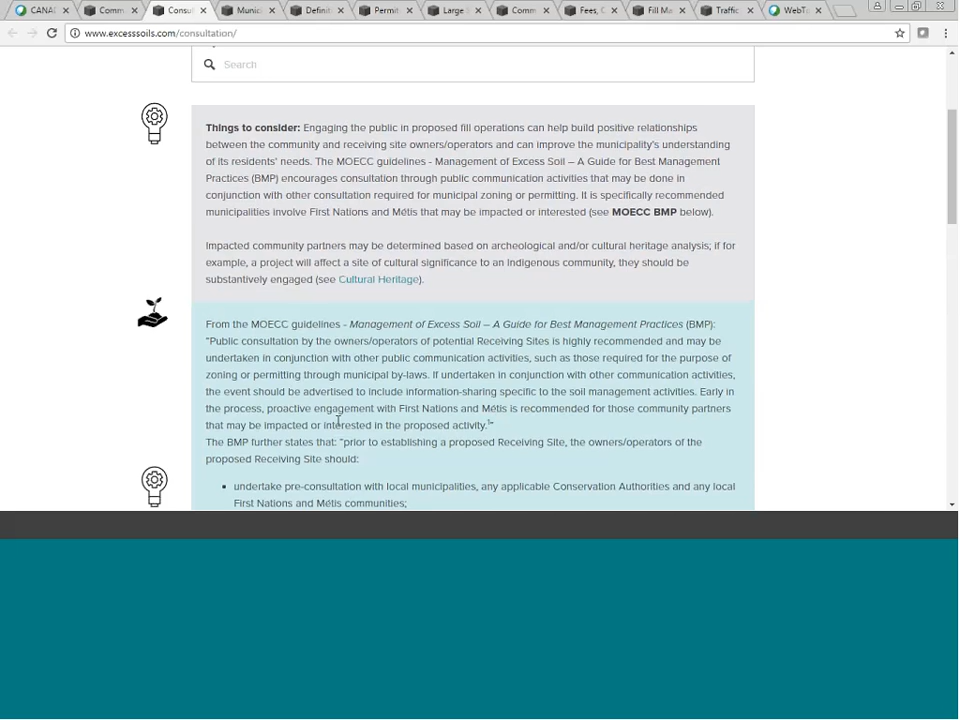 CANA
Comm
Consul
Munic
Definit
Permit
Large
Comm
Fees, C
Fill Ma
Traffic
WebTu
www.excesssoils.com/consultation/
Search
Things to consider: Engaging the public in proposed fill operations can help build positive relationships
between the community and receiving site owners/operators and can improve the municipality's understanding
of its residents' needs. The MOECC guidelines - Management of Excess Soil – A Guide for Best Management
Practices (BMP) encourages consultation through public communication activities that may be done in
conjunction with other consultation required for municipal zoning or permitting. It is specifically recommended
municipalities involve First Nations and Métis that may be impacted or interested (see MOECC BMP below).
Impacted community partners may be determined based on archeological and/or cultural heritage analysis; if for
example, a project will affect a site of cultural significance to an Indigenous community, they should be
substantively engaged (see Cultural Heritage).
From the MOECC guidelines - Management of Excess Soil – A Guide for Best Management Practices (BMP):
"Public consultation by the owners/operators of potential Receiving Sites is highly recommended and may be
undertaken in conjunction with other public communication activities, such as those required for the purpose of
zoning or permitting through municipal by-laws. If undertaken in conjunction with other communication activities,
the event should be advertised to include information-sharing specific to the soil management activities. Early in
the process, proactive engagement with First Nations and Métis is recommended for those community partners
that may be impacted or interested in the proposed activity."
The BMP further states that: "prior to establishing a proposed Receiving Site, the owners/operators of the
proposed Receiving Site should:
undertake pre-consultation with local municipalities, any applicable Conservation Authorities and any local
First Nations and Métis communities;